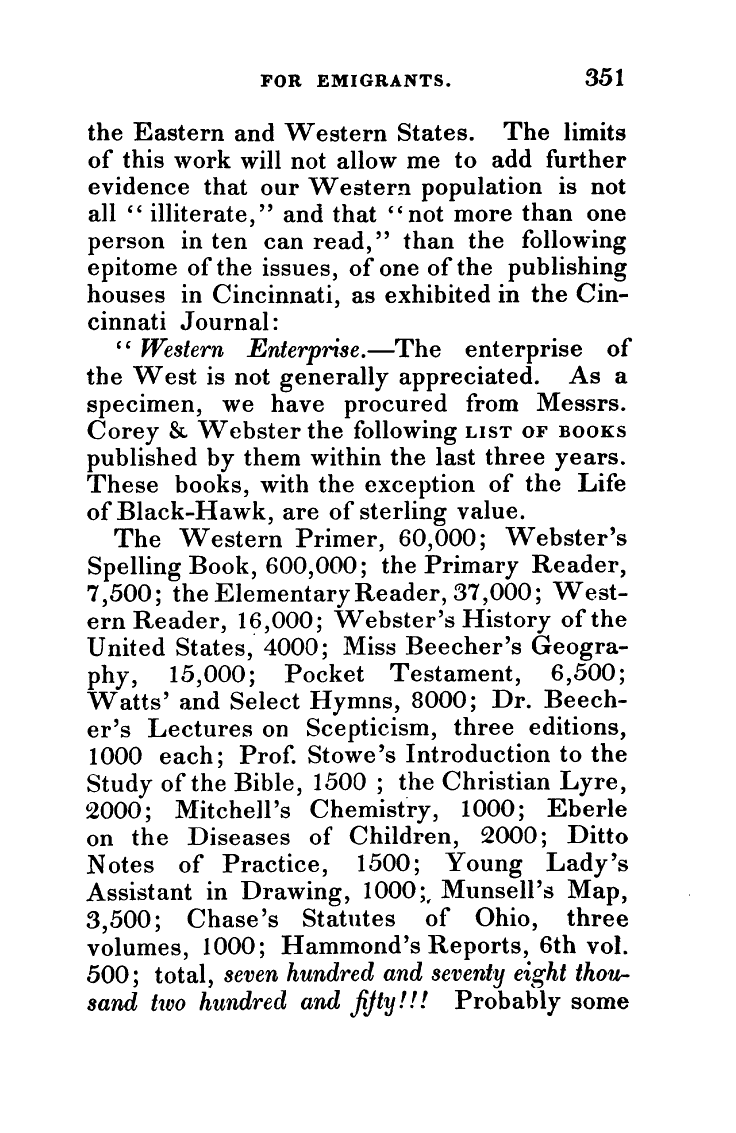 FOR EMIGRANTS. 351
the Eastern and Western States. The limits
of this work will not allow me to add further
evidence that our Western population is not
all “ illiterate,” and that “not more than one
person in ten can read,” than the following
epitome of the issues, of one of the publishing
houses in Cincinnati, as exhibited in the Cin-
cinnati Journal:
“ Western Enterprise.—The enterprise of
the West is not generally appreciated. As a
specimen, we have procured from Messrs.
Corey & Webster the following LIST OF BOOKS
published by them within the last three years.
These books, with the exception of the Life
of Black-Hawk, are of sterling value.
The Western Primer, 60,000; Webster’s
Spelling Book, 600,000; the Primary Reader,
7,500; the Elementary Reader, 37,000; West-
ern Reader, 16,000; Webster’s History of the
United States, 4000; Miss Beecher’s Geogra-
phy, 15,000; Pocket Testament, 6,500;
Watts’ and Select Hymns, 8000; Dr. Beech-
er’s Lectures on Scepticism, three editions,
1000 each; Prof. Stowe’s Introduction to the
Study of the Bible, 1500 ; the Christian Lyre,
2000; Mitchell’s Chemistry, 1000; Eberle
on the Diseases of Children, 2000; Ditto
Notes of Practice, 1500; Young Lady’s
Assistant in Drawing, 1000; Munsell’s Map,
3,500; Chase’s Statutes of Ohio, three
volumes, 1000; Hammond’s Reports, 6th vol.
500; total, seven hundred and seventy eight thou-
sand two hundred and fifty!!! Probably some